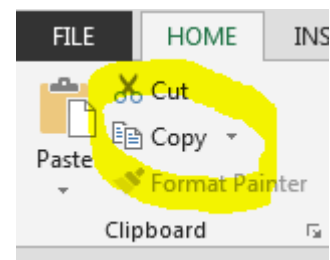 FILE HOME INS
Cut
Copy
Paste
Format Painter
Clipboard